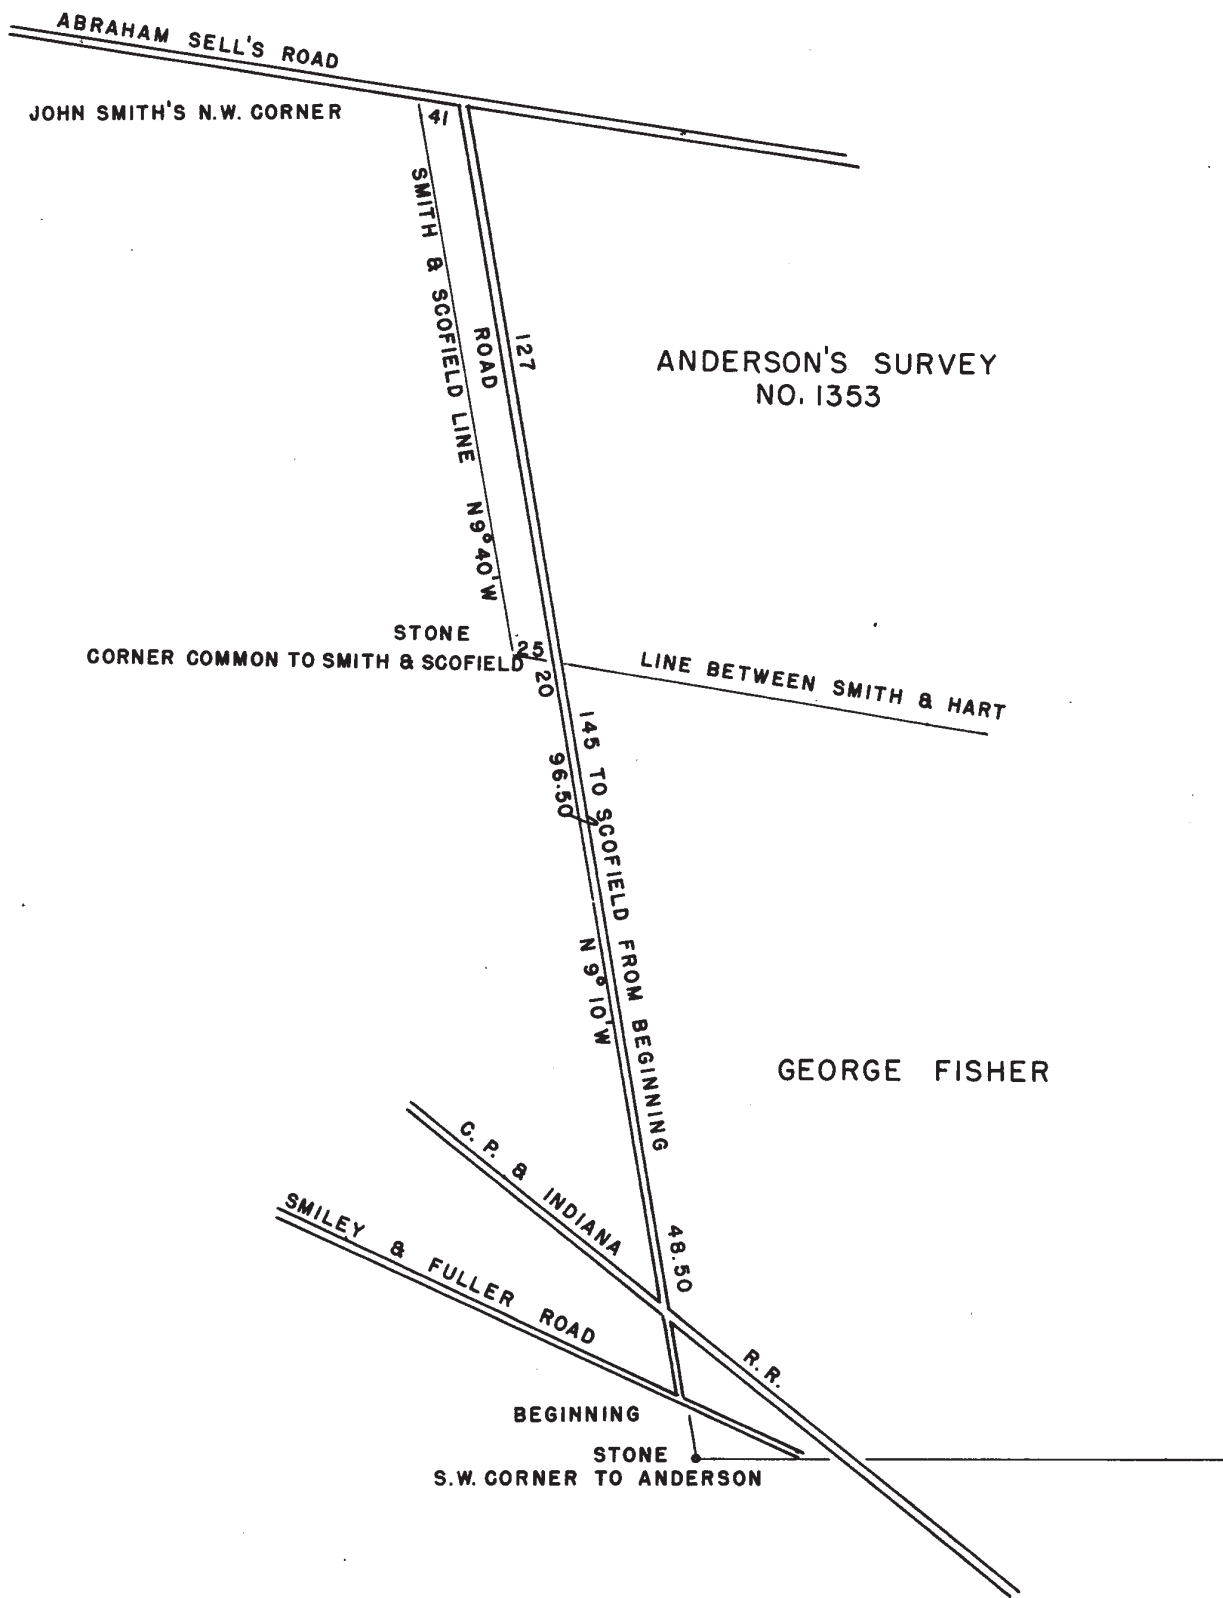 ABRAHAM SELL'S ROAD
JOHN SMITH'S N.W. CORNER
41
SMITH & SCOFIELD LINE N9°40'W
ROAD
127
ANDERSON'S SURVEY
NO. 1353
STONE
CORNER COMMON TO SMITH & SCOFIELD
25
20
LINE BETWEEN SMITH & HART
145 TO SCOFIELD FROM BEGINNING
96.50
N 9° 10'W
GEORGE FISHER
C. P. & INDIANA R.R.
SMILEY & FULLER ROAD
48.50
BEGINNING
STONE
S.W. CORNER TO ANDERSON